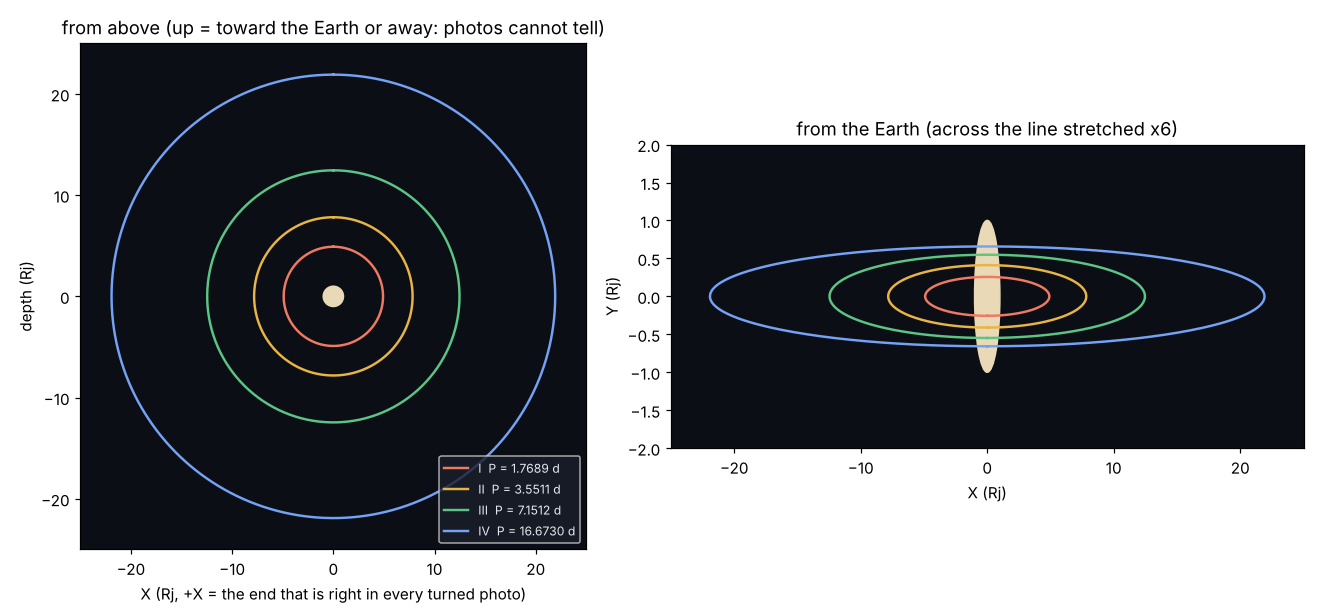 from above (up = toward the Earth or away: photos cannot tell)
20
10
0
−10
−20
depth (Rj)
−20 −10 0 10 20
X (Rj, +X = the end that is right in every turned photo)
I P = 1.7689 d
II P = 3.5511 d
III P = 7.1512 d
IV P = 16.6730 d
from the Earth (across the line stretched x6)
2.0
1.5
1.0
0.5
0.0
−0.5
−1.0
−1.5
−2.0
Y (Rj)
−20 −10 0 10 20
X (Rj)